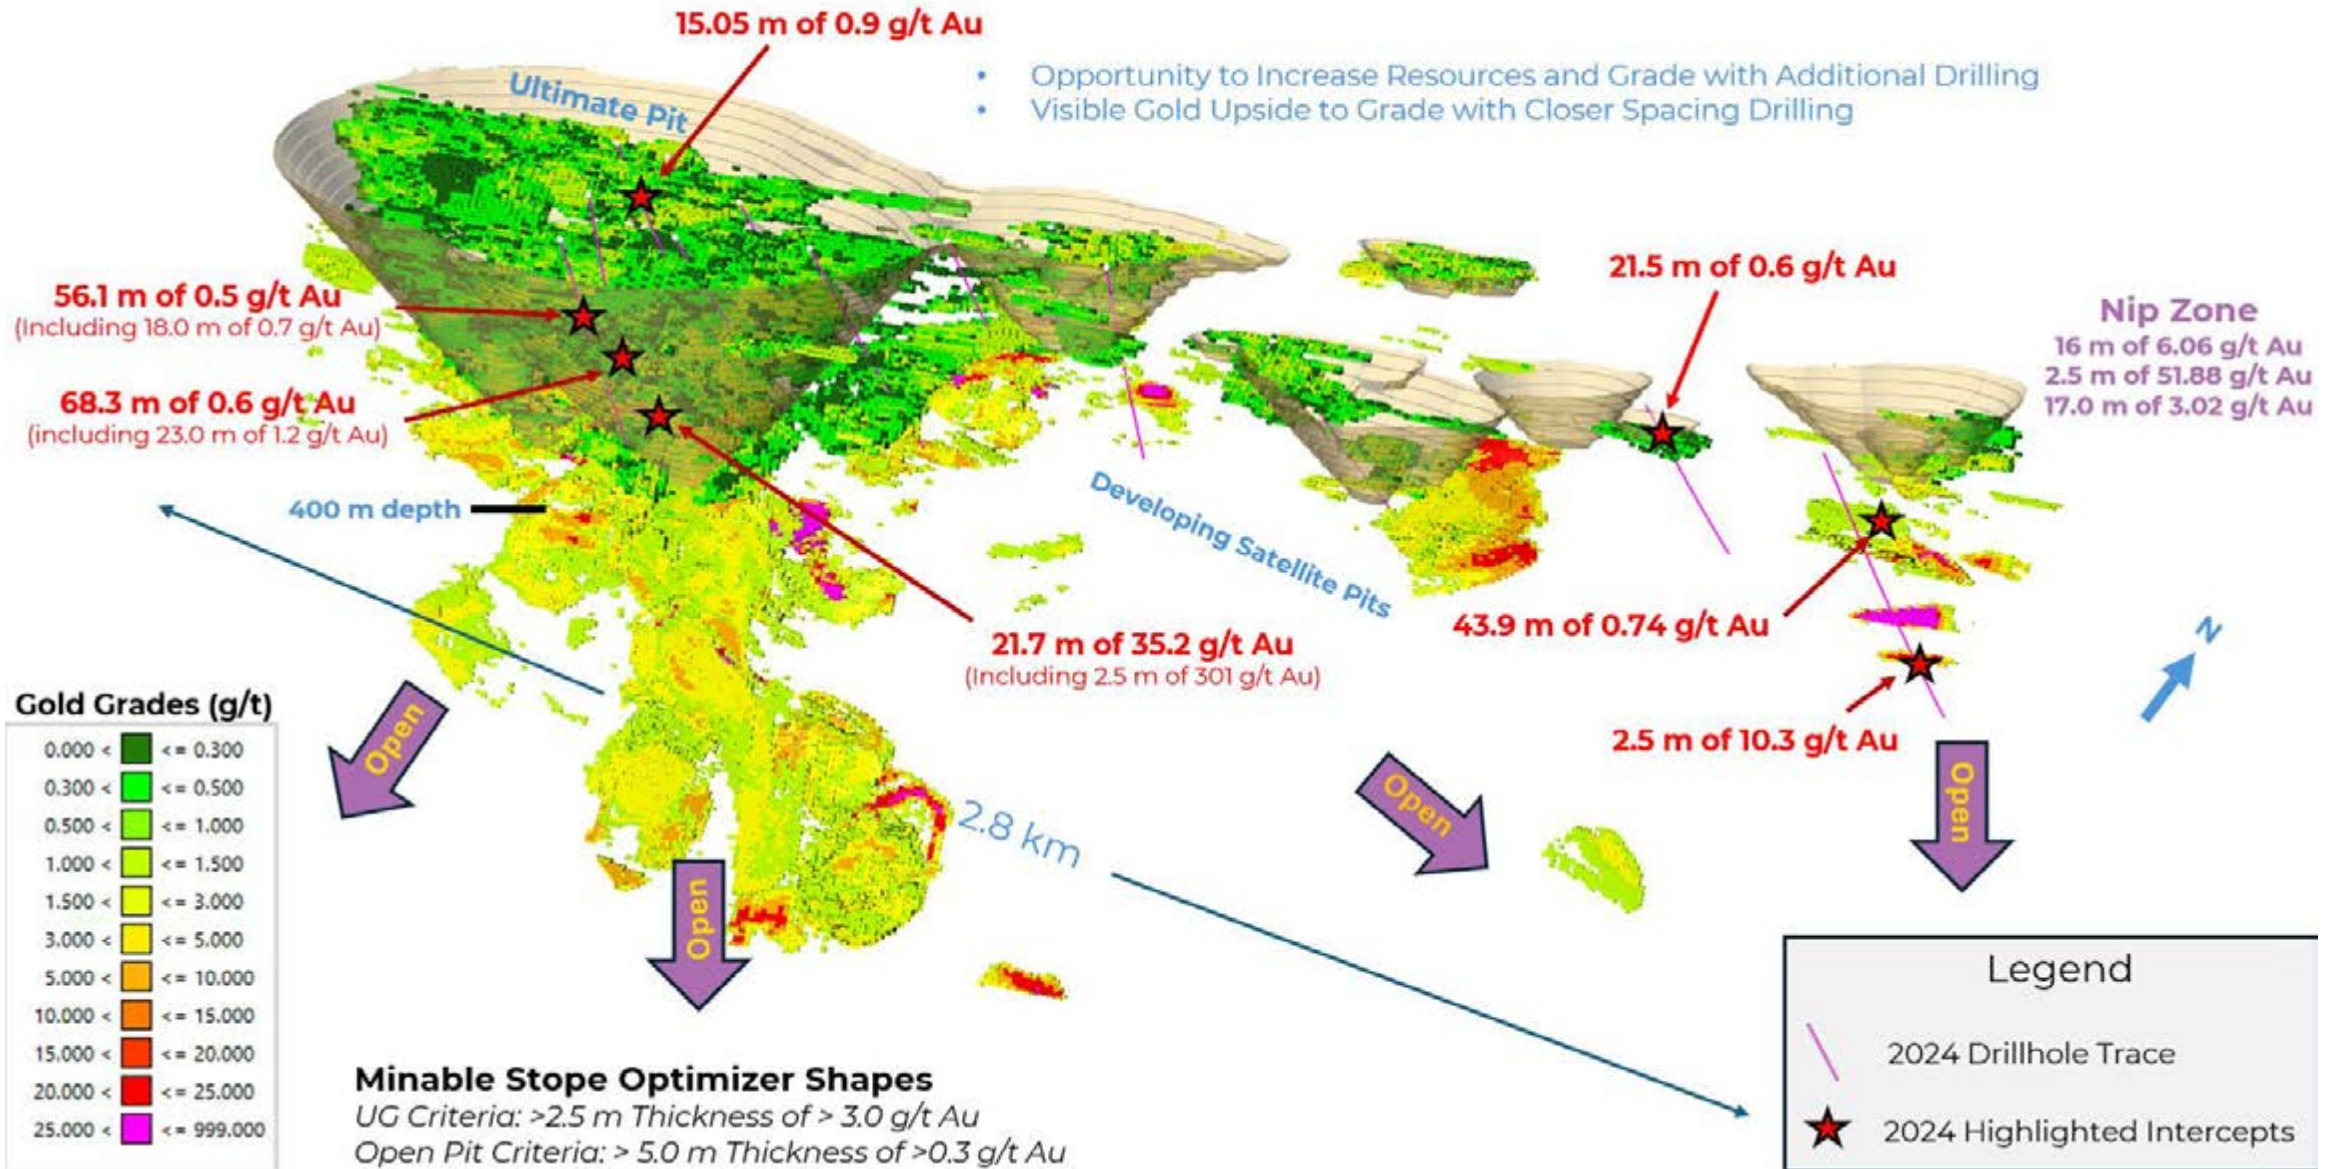 15.05 m of 0.9 g/t Au
• Opportunity to Increase Resources and Grade with Additional Drilling
• Visible Gold Upside to Grade with Closer Spacing Drilling
Ultimate Pit
56.1 m of 0.5 g/t Au
(Including 18.0 m of 0.7 g/t Au)
68.3 m of 0.6 g/t Au
(including 23.0 m of 1.2 g/t Au)
400 m depth
21.5 m of 0.6 g/t Au
Nip Zone
16 m of 6.06 g/t Au
2.5 m of 51.88 g/t Au
17.0 m of 3.02 g/t Au
Developing Satellite Pits
21.7 m of 35.2 g/t Au
(Including 2.5 m of 301 g/t Au)
43.9 m of 0.74 g/t Au
2.5 m of 10.3 g/t Au
N
Open
Open
Open
Open
2.8 km
Gold Grades (g/t)
0.000 < <= 0.300
0.300 < <= 0.500
0.500 < <= 1.000
1.000 < <= 1.500
1.500 < <= 3.000
3.000 < <= 5.000
5.000 < <= 10.000
10.000 < <= 15.000
15.000 < <= 20.000
20.000 < <= 25.000
25.000 < <= 999.000
Minable Stope Optimizer Shapes
UG Criteria: >2.5 m Thickness of > 3.0 g/t Au
Open Pit Criteria: > 5.0 m Thickness of >0.3 g/t Au
Legend
2024 Drillhole Trace
2024 Highlighted Intercepts